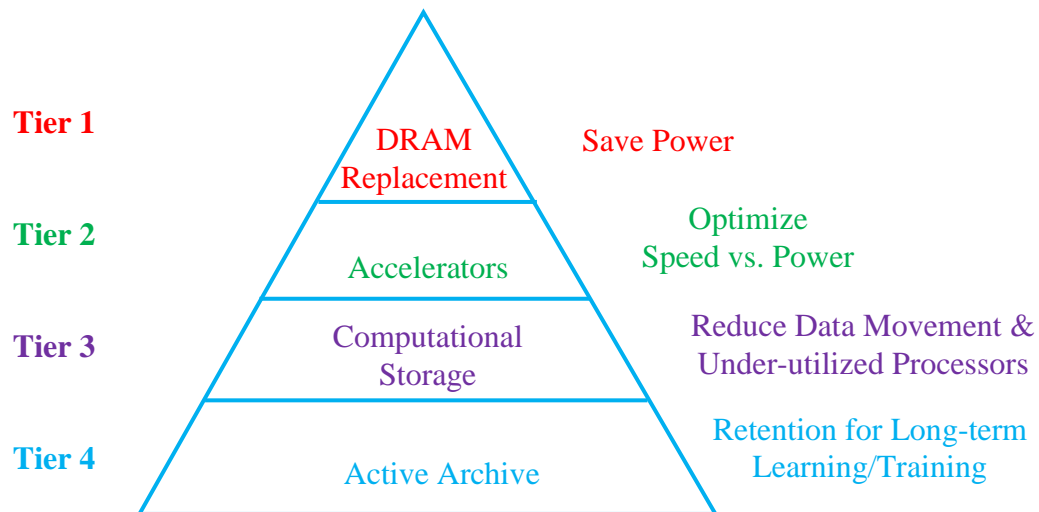 Tier 1
DRAM
Replacement
Save Power
Tier 2
Accelerators
Optimize
Speed vs. Power
Tier 3
Computational
Storage
Reduce Data Movement &
Under-utilized Processors
Tier 4
Active Archive
Retention for Long-term
Learning/Training